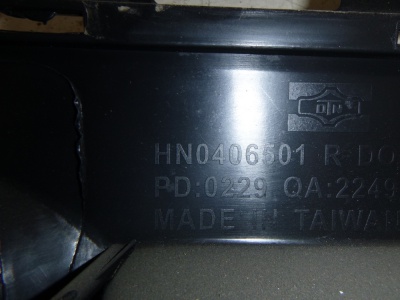 HN0406501 R-DO
PD:0229 QA:2249
MADE IN TAIWAN